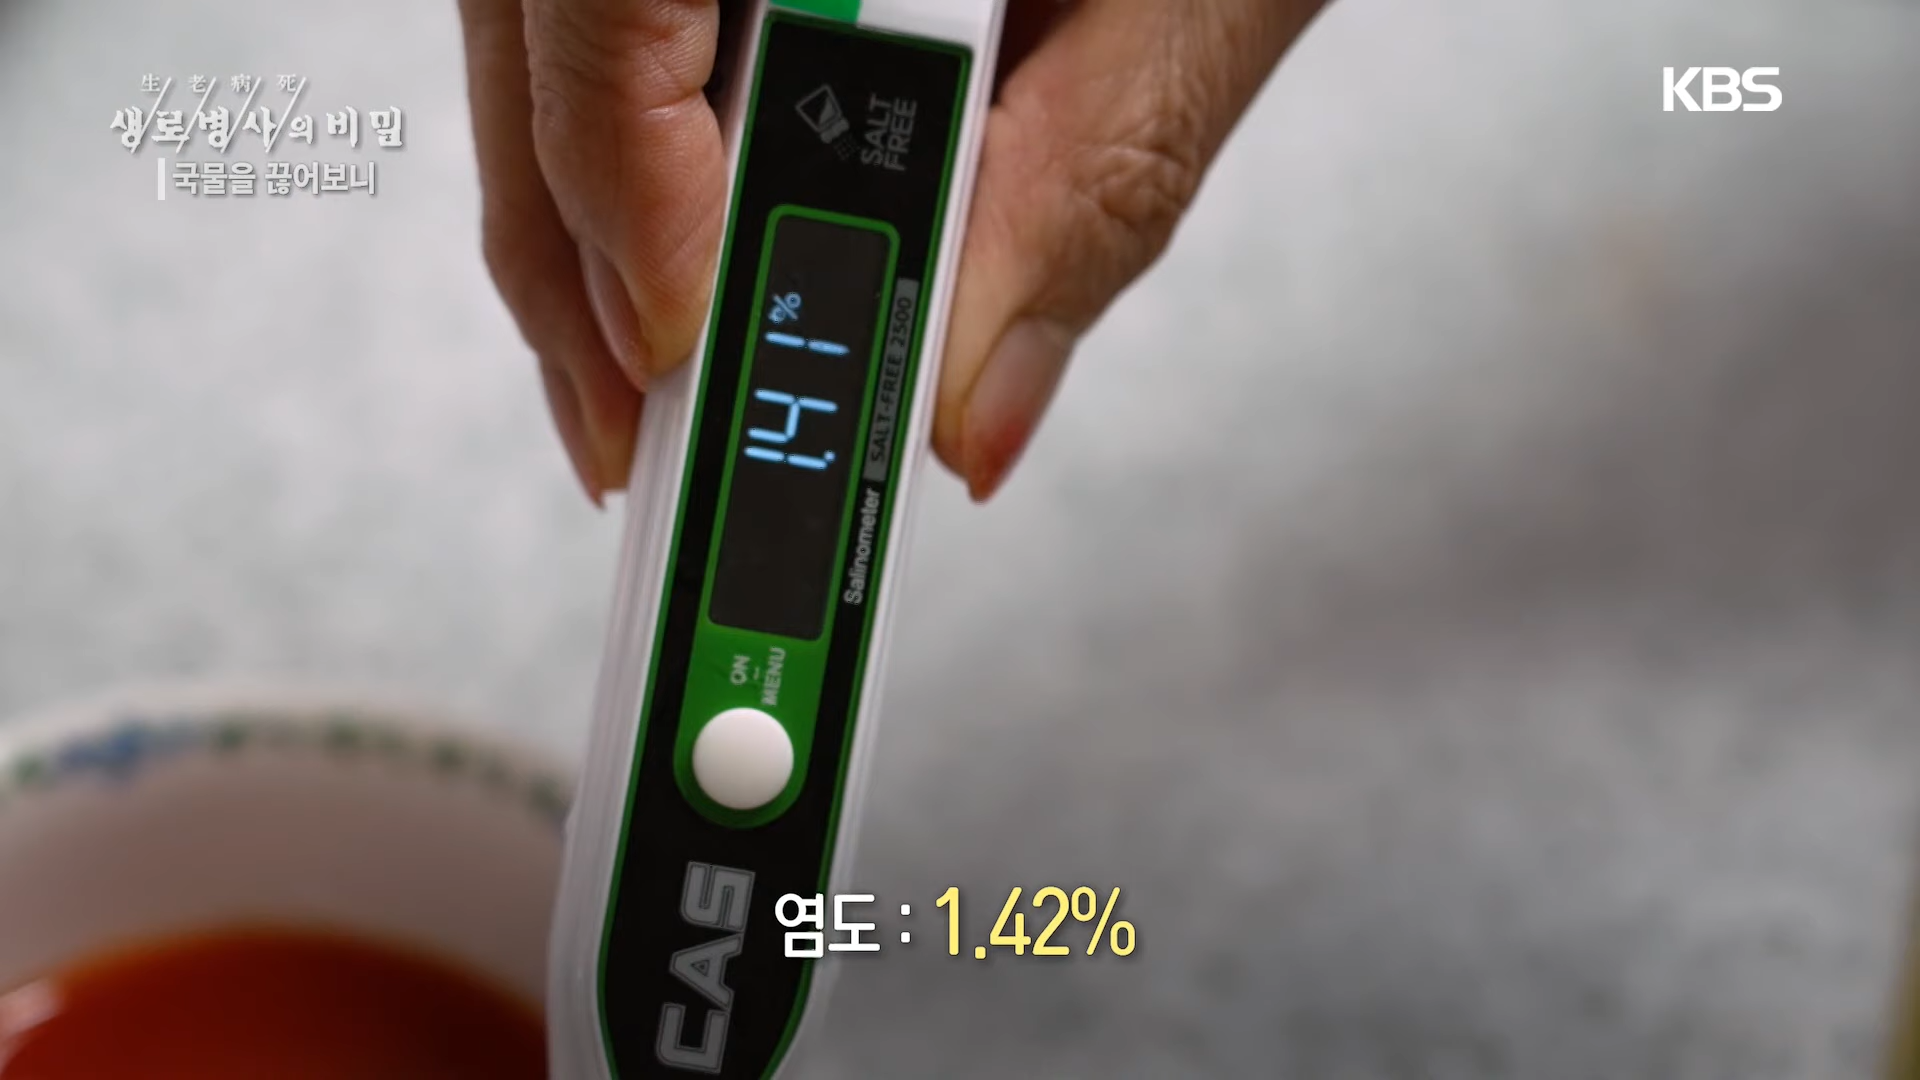 生老病死
생로병사의 비밀
국물을 끊어보니
KBS
SALT
FREE
1.41%
Salinometer SALT-FREE 2500
ON
MENU
CAS
염도 : 1.42%